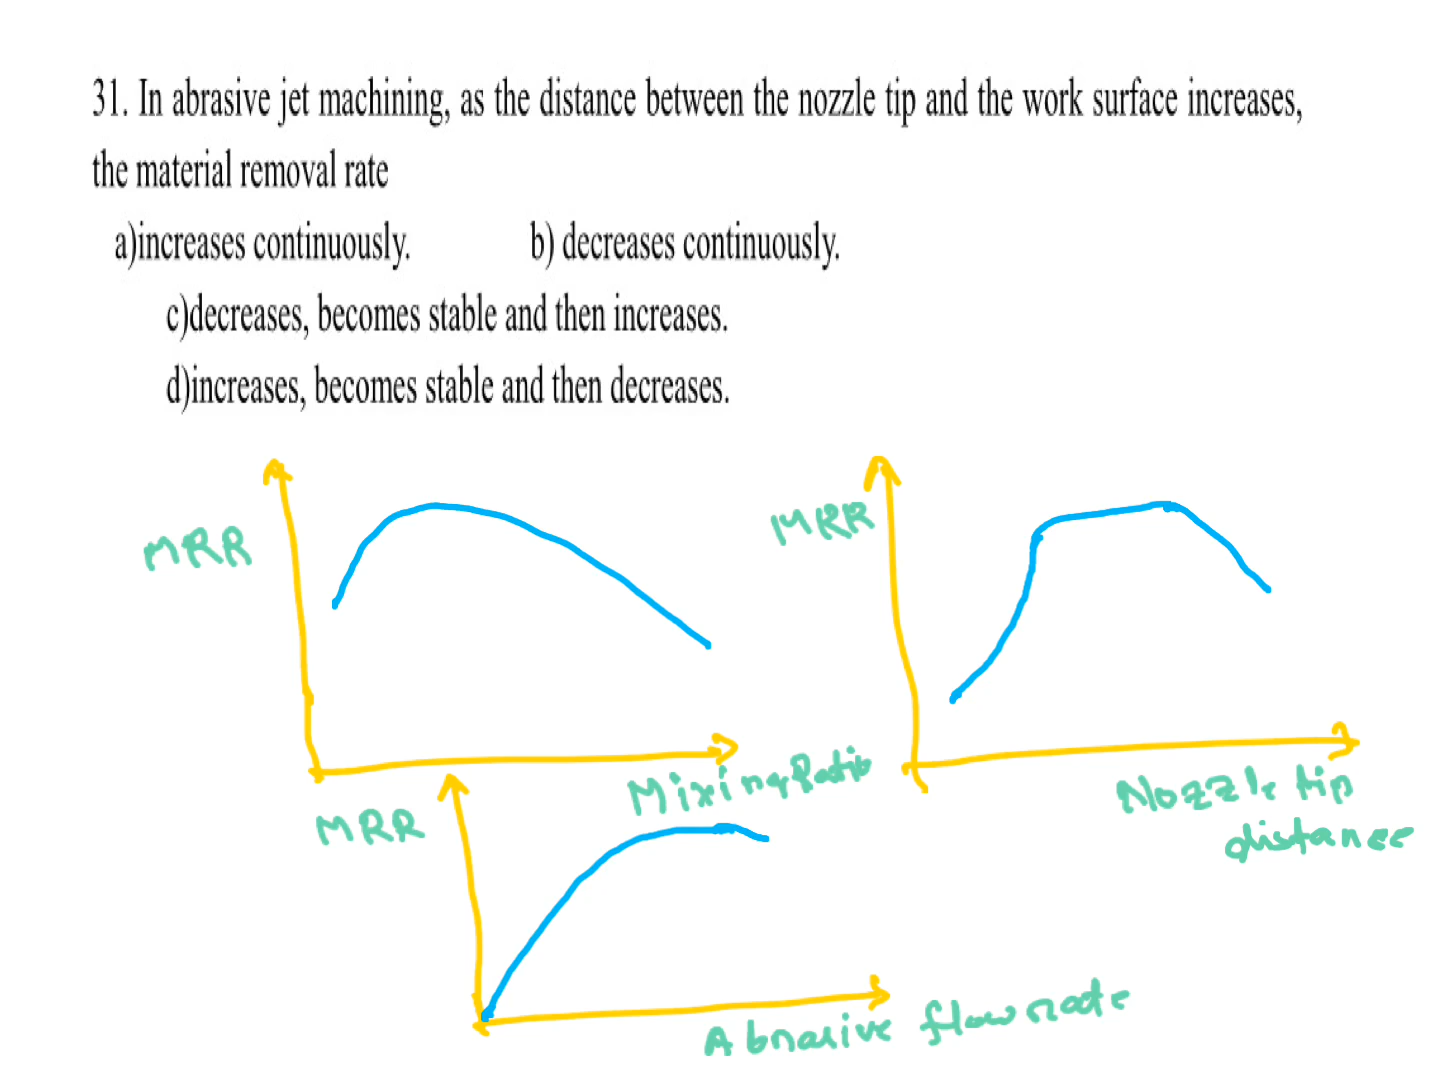 31. In abrasive jet machining, as the distance between the nozzle tip and the work surface increases,
the material removal rate
a)increases continuously. b) decreases continuously.
c)decreases, becomes stable and then increases.
d)increases, becomes stable and then decreases.
MRR
MRR
Mixing Ratio
Nozzle tip
distance
MRR
Abrasive flow rate